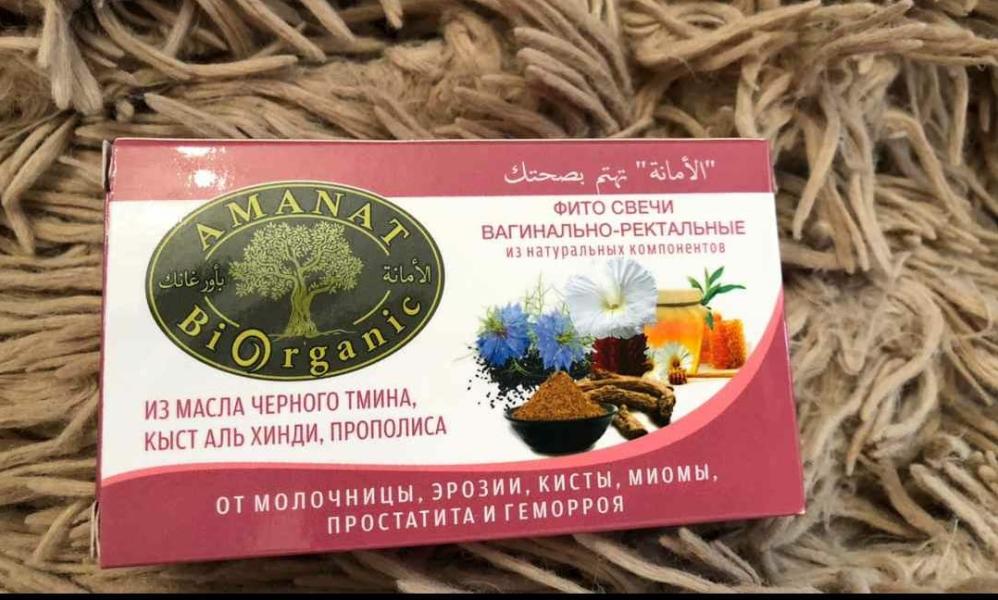 "الأمانة" تهتم بصحتك
ФИТО СВЕЧИ
ВАГИНАЛЬНО-РЕКТАЛЬНЫЕ
из натуральных компонентов
AMANAT
بأورغانك
الأمانة
BiOrganic
ИЗ МАСЛА ЧЕРНОГО ТМИНА,
КЫСТ АЛЬ ХИНДИ, ПРОПОЛИСА
ОТ МОЛОЧНИЦЫ, ЭРОЗИИ, КИСТЫ, МИОМЫ,
ПРОСТАТИТА И ГЕМОРРОЯ